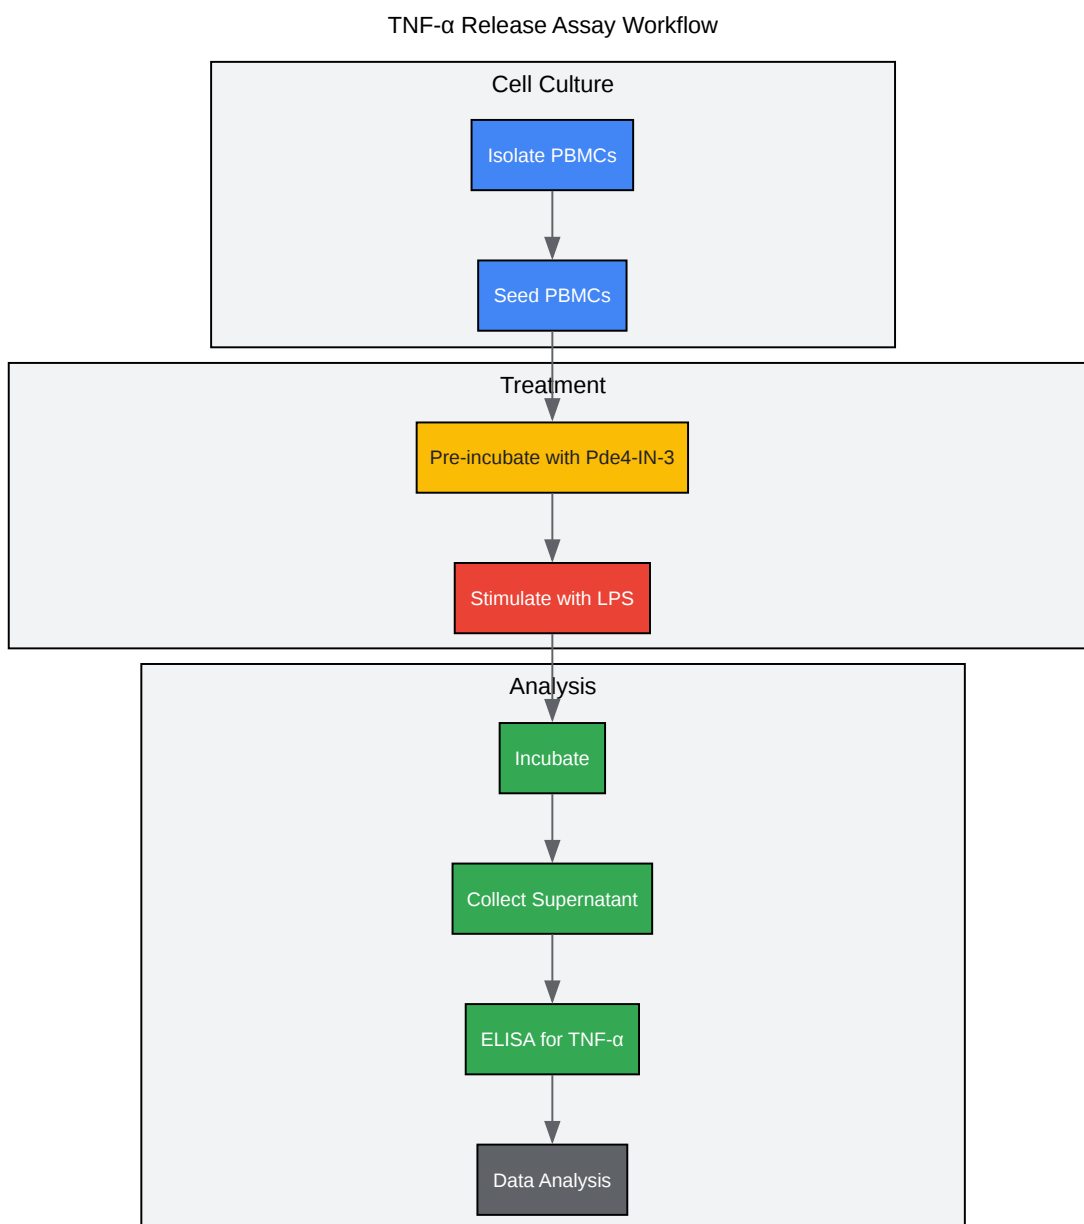 TNF-α Release Assay Workflow
Cell Culture
Isolate PBMCs
Seed PBMCs
Treatment
Pre-incubate with Pde4-IN-3
Stimulate with LPS
Analysis
Incubate
Collect Supernatant
ELISA for TNF-α
Data Analysis